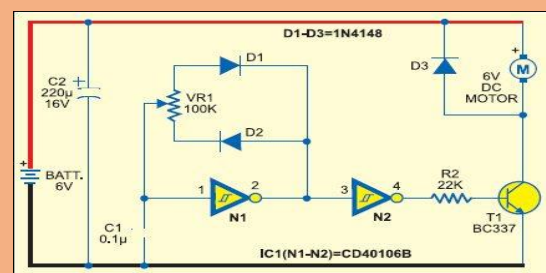 D1-D3=1N4148
D1
D3
+
M
6V
DC
MOTOR
C2
220µ
16V
+
VR1
100K
D2
+
BATT.
6V
1
2
N1
3
4
N2
R2
22K
T1
BC337
C1
0.1µ
IC1(N1-N2)=CD40106B